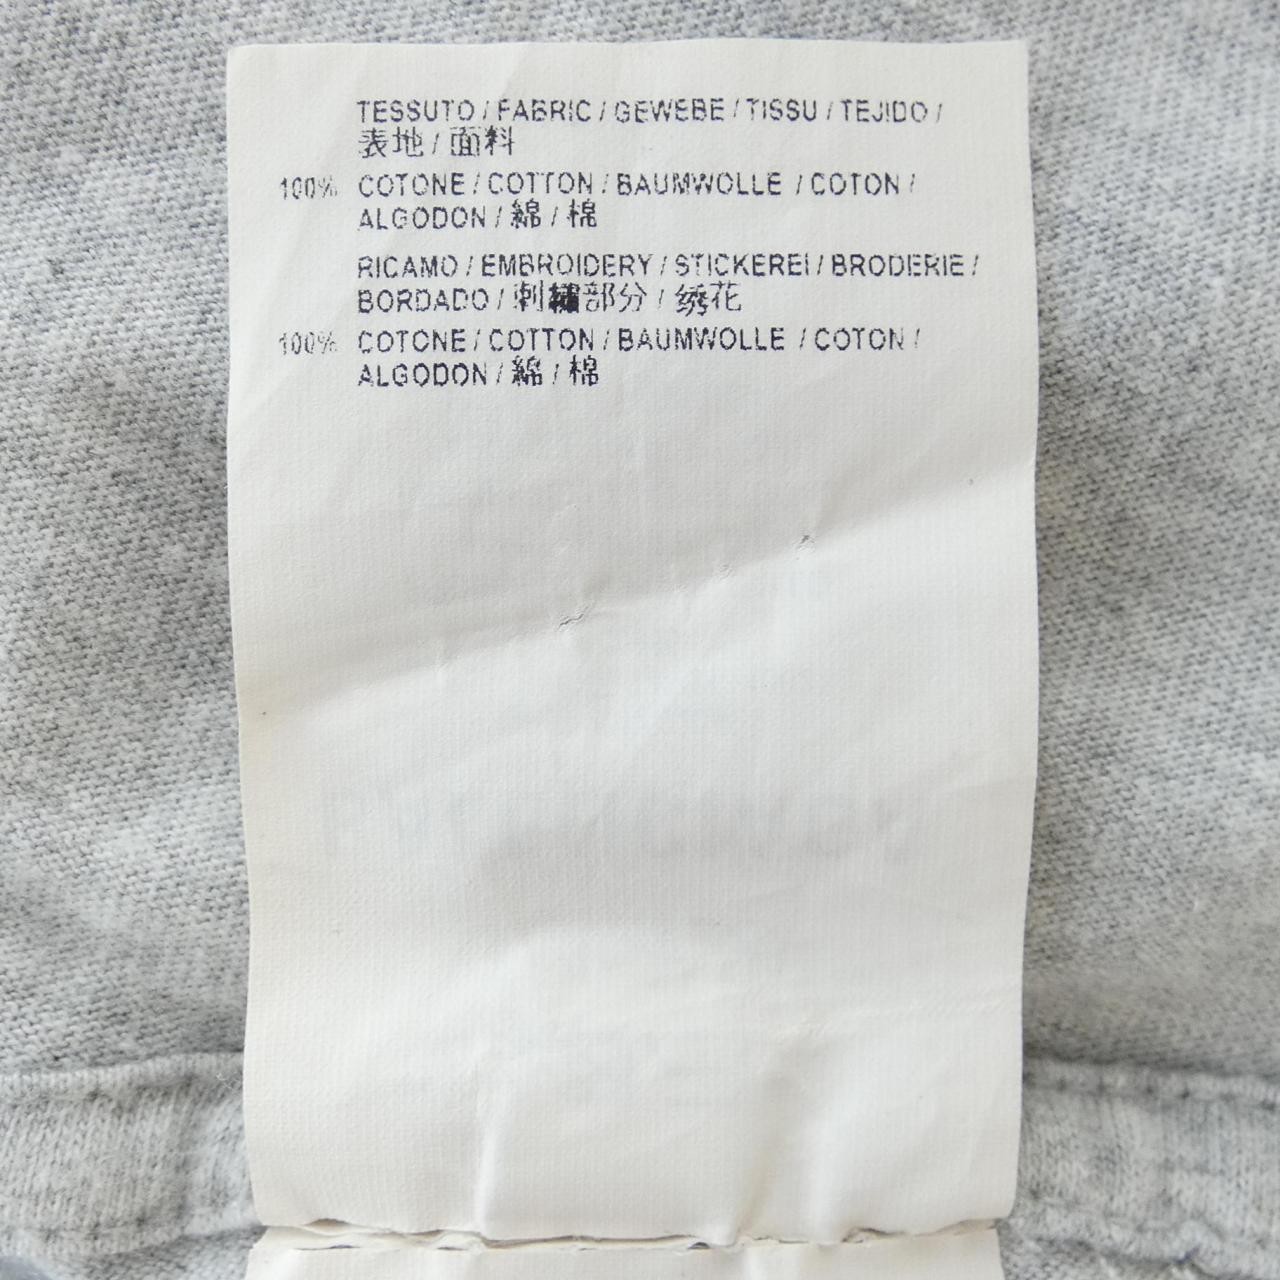 TESSUTO / FABRIC / GEWEBE / TISSU / TEJIDO /
表地 / 面料
100% COTONE / COTTON / BAUMWOLLE / COTON /
ALGODON / 綿 / 棉
RICAMO / EMBROIDERY / STICKEREI / BRODERIE /
BORDADO / 刺繍部分 / 绣花
100% COTONE / COTTON / BAUMWOLLE / COTON /
ALGODON / 綿 / 棉